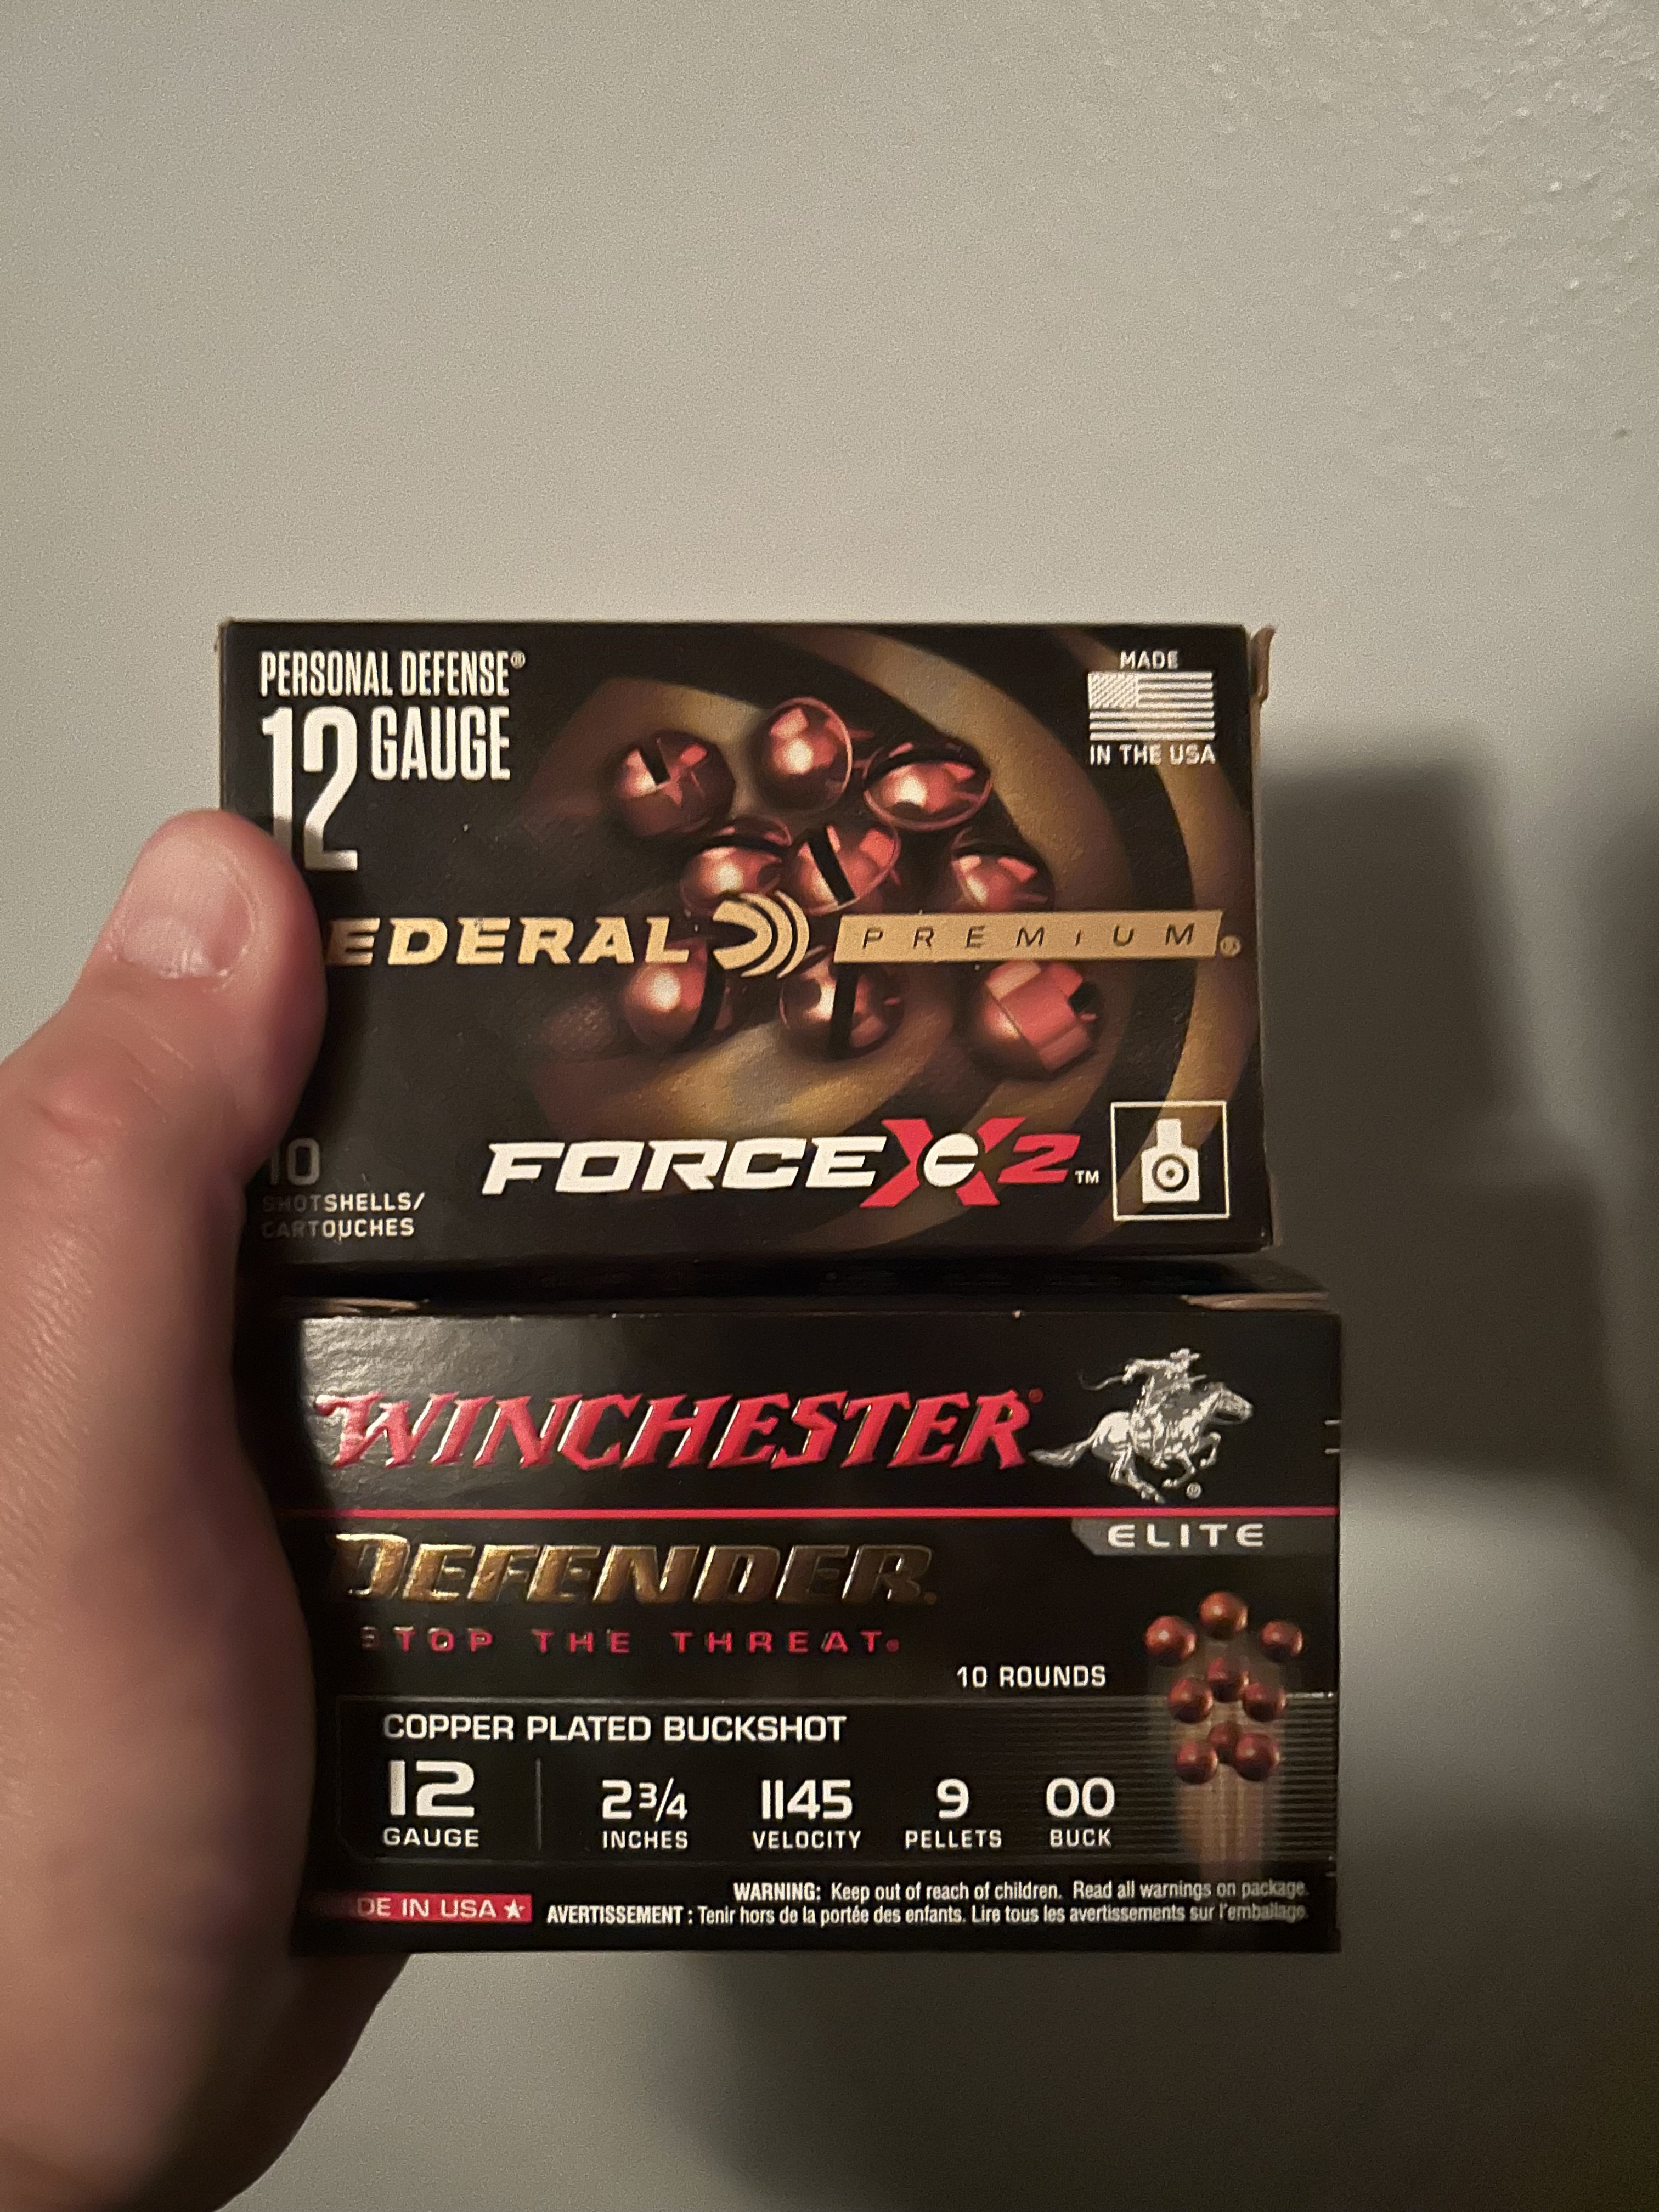 PERSONAL DEFENSE®
12 GAUGE
MADE
IN THE USA
EDERAL PREMIUM®
10
SHOTSHELLS/
CARTOUCHES
FORCE X2™
WINCHESTER®
ELITE
DEFENDER®
STOP THE THREAT®
10 ROUNDS
COPPER PLATED BUCKSHOT
12 2 3/4 1145 9 00
GAUGE INCHES VELOCITY PELLETS BUCK
WARNING: Keep out of reach of children. Read all warnings on package.
DE IN USA ★ AVERTISSEMENT : Tenir hors de la portée des enfants. Lire tous les avertissements sur l'emballage.